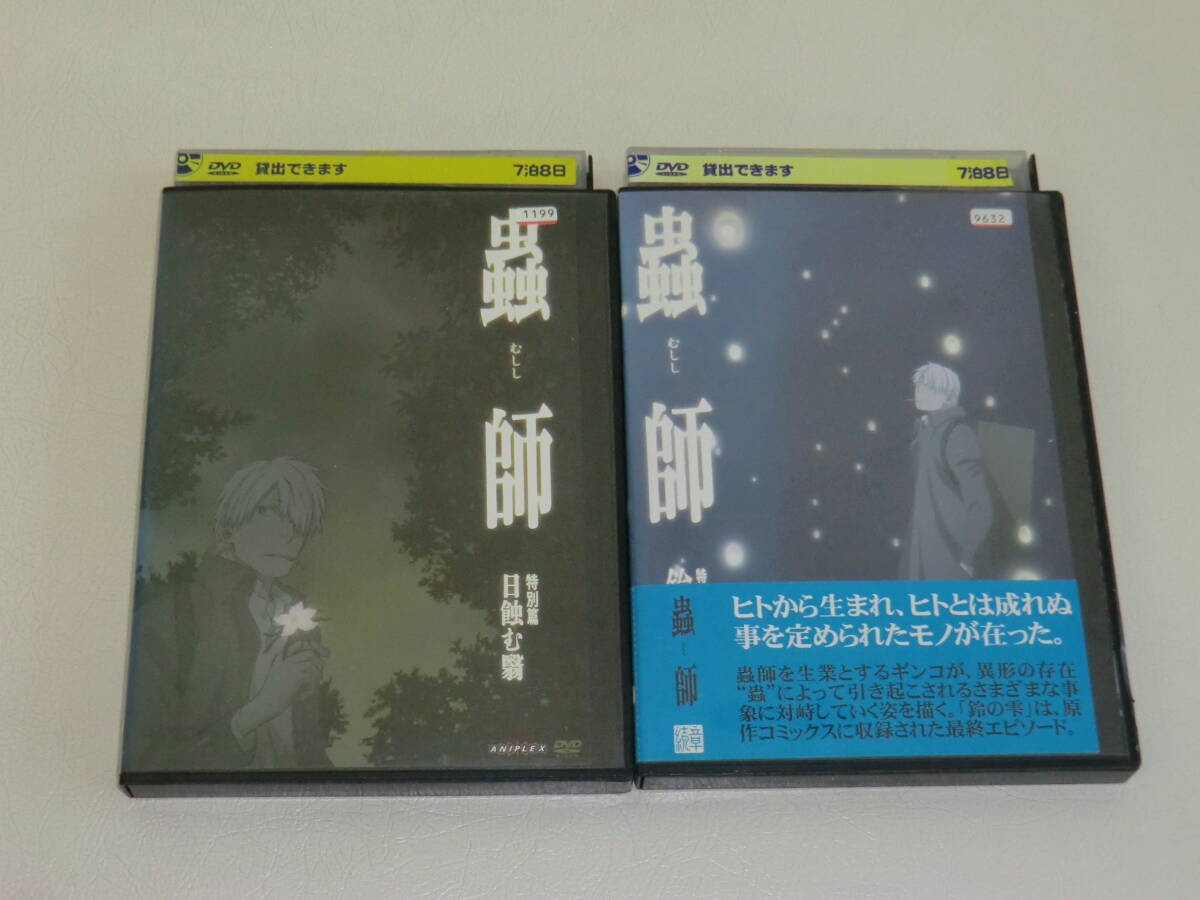 DVD VIDEO 貸出できます 7泊8日
1199
蟲師
むしし
特別篇
日蝕む翳
ANIPLEX DVD
DVD VIDEO 貸出できます 7泊8日
9632
蟲師
むしし
特
鈴
ヒトから生まれ、ヒトとは成れぬ
事を定められたモノが在った。
蟲師を生業とするギンコが、異形の存在
“蟲”によって引き起こされるさまざまな事
象に対峙していく姿を描く。「鈴の雫」は、原
作コミックスに収録された最終エピソード。
蟲師
続章